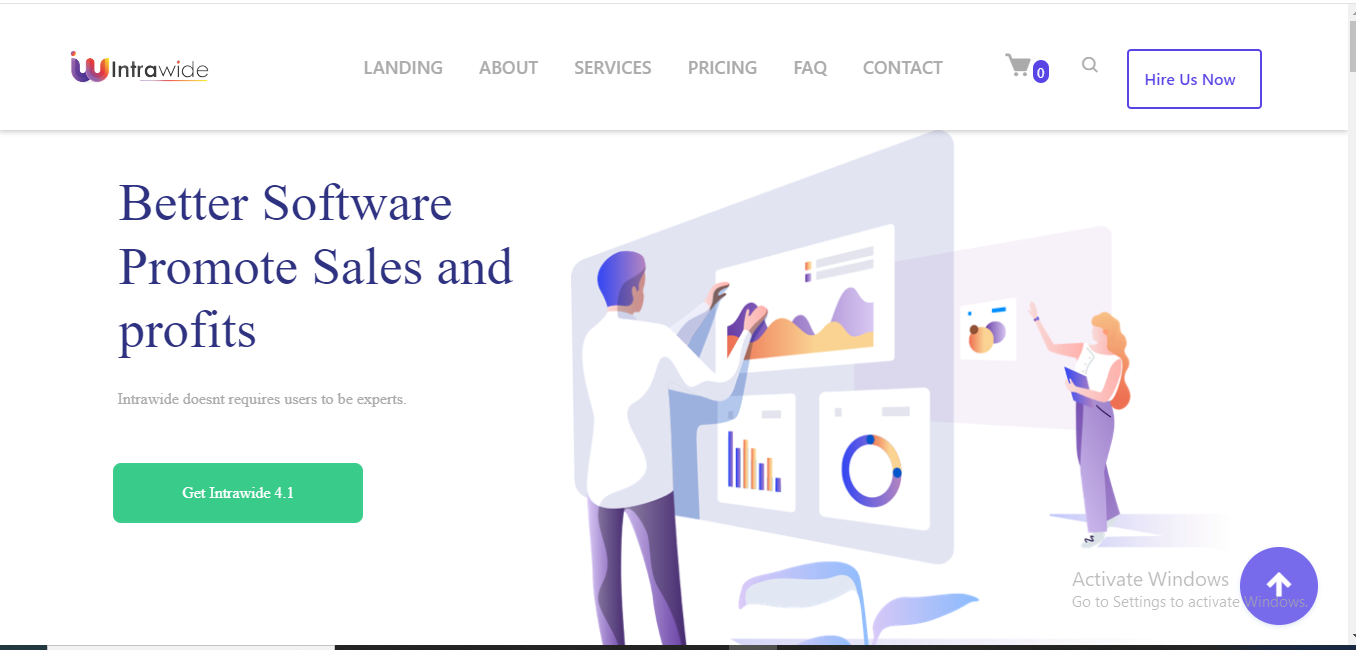 Intrawide
LANDING ABOUT SERVICES PRICING FAQ CONTACT
0
Hire Us Now
Better Software
Promote Sales and
profits
Intrawide doesnt requires users to be experts.
Get Intrawide 4.1
Activate Windows
Go to Settings to activate Windows.